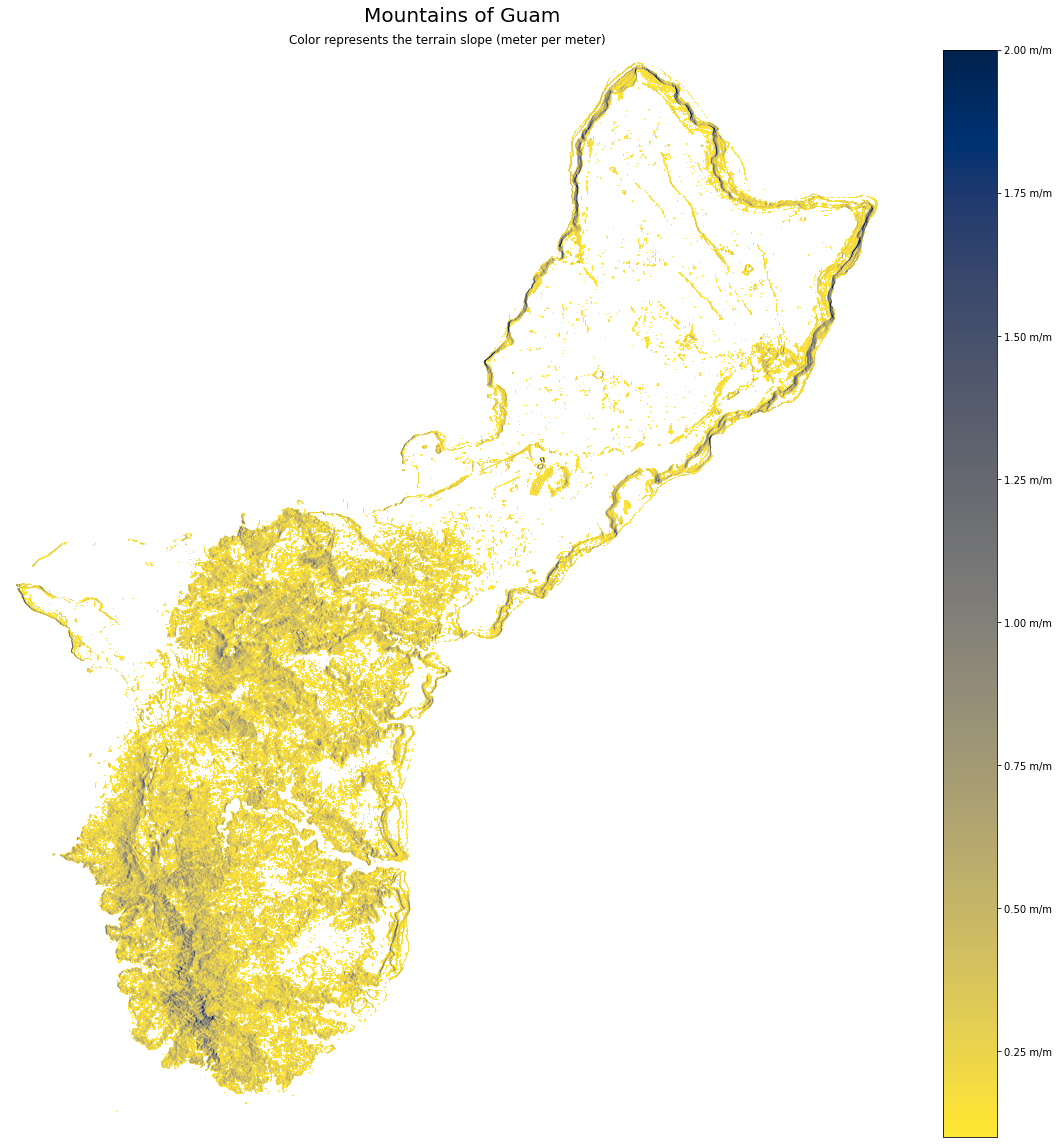 Mountains of Guam
Color represents the terrain slope (meter per meter)
2.00 m/m
1.75 m/m
1.50 m/m
1.25 m/m
1.00 m/m
0.75 m/m
0.50 m/m
0.25 m/m